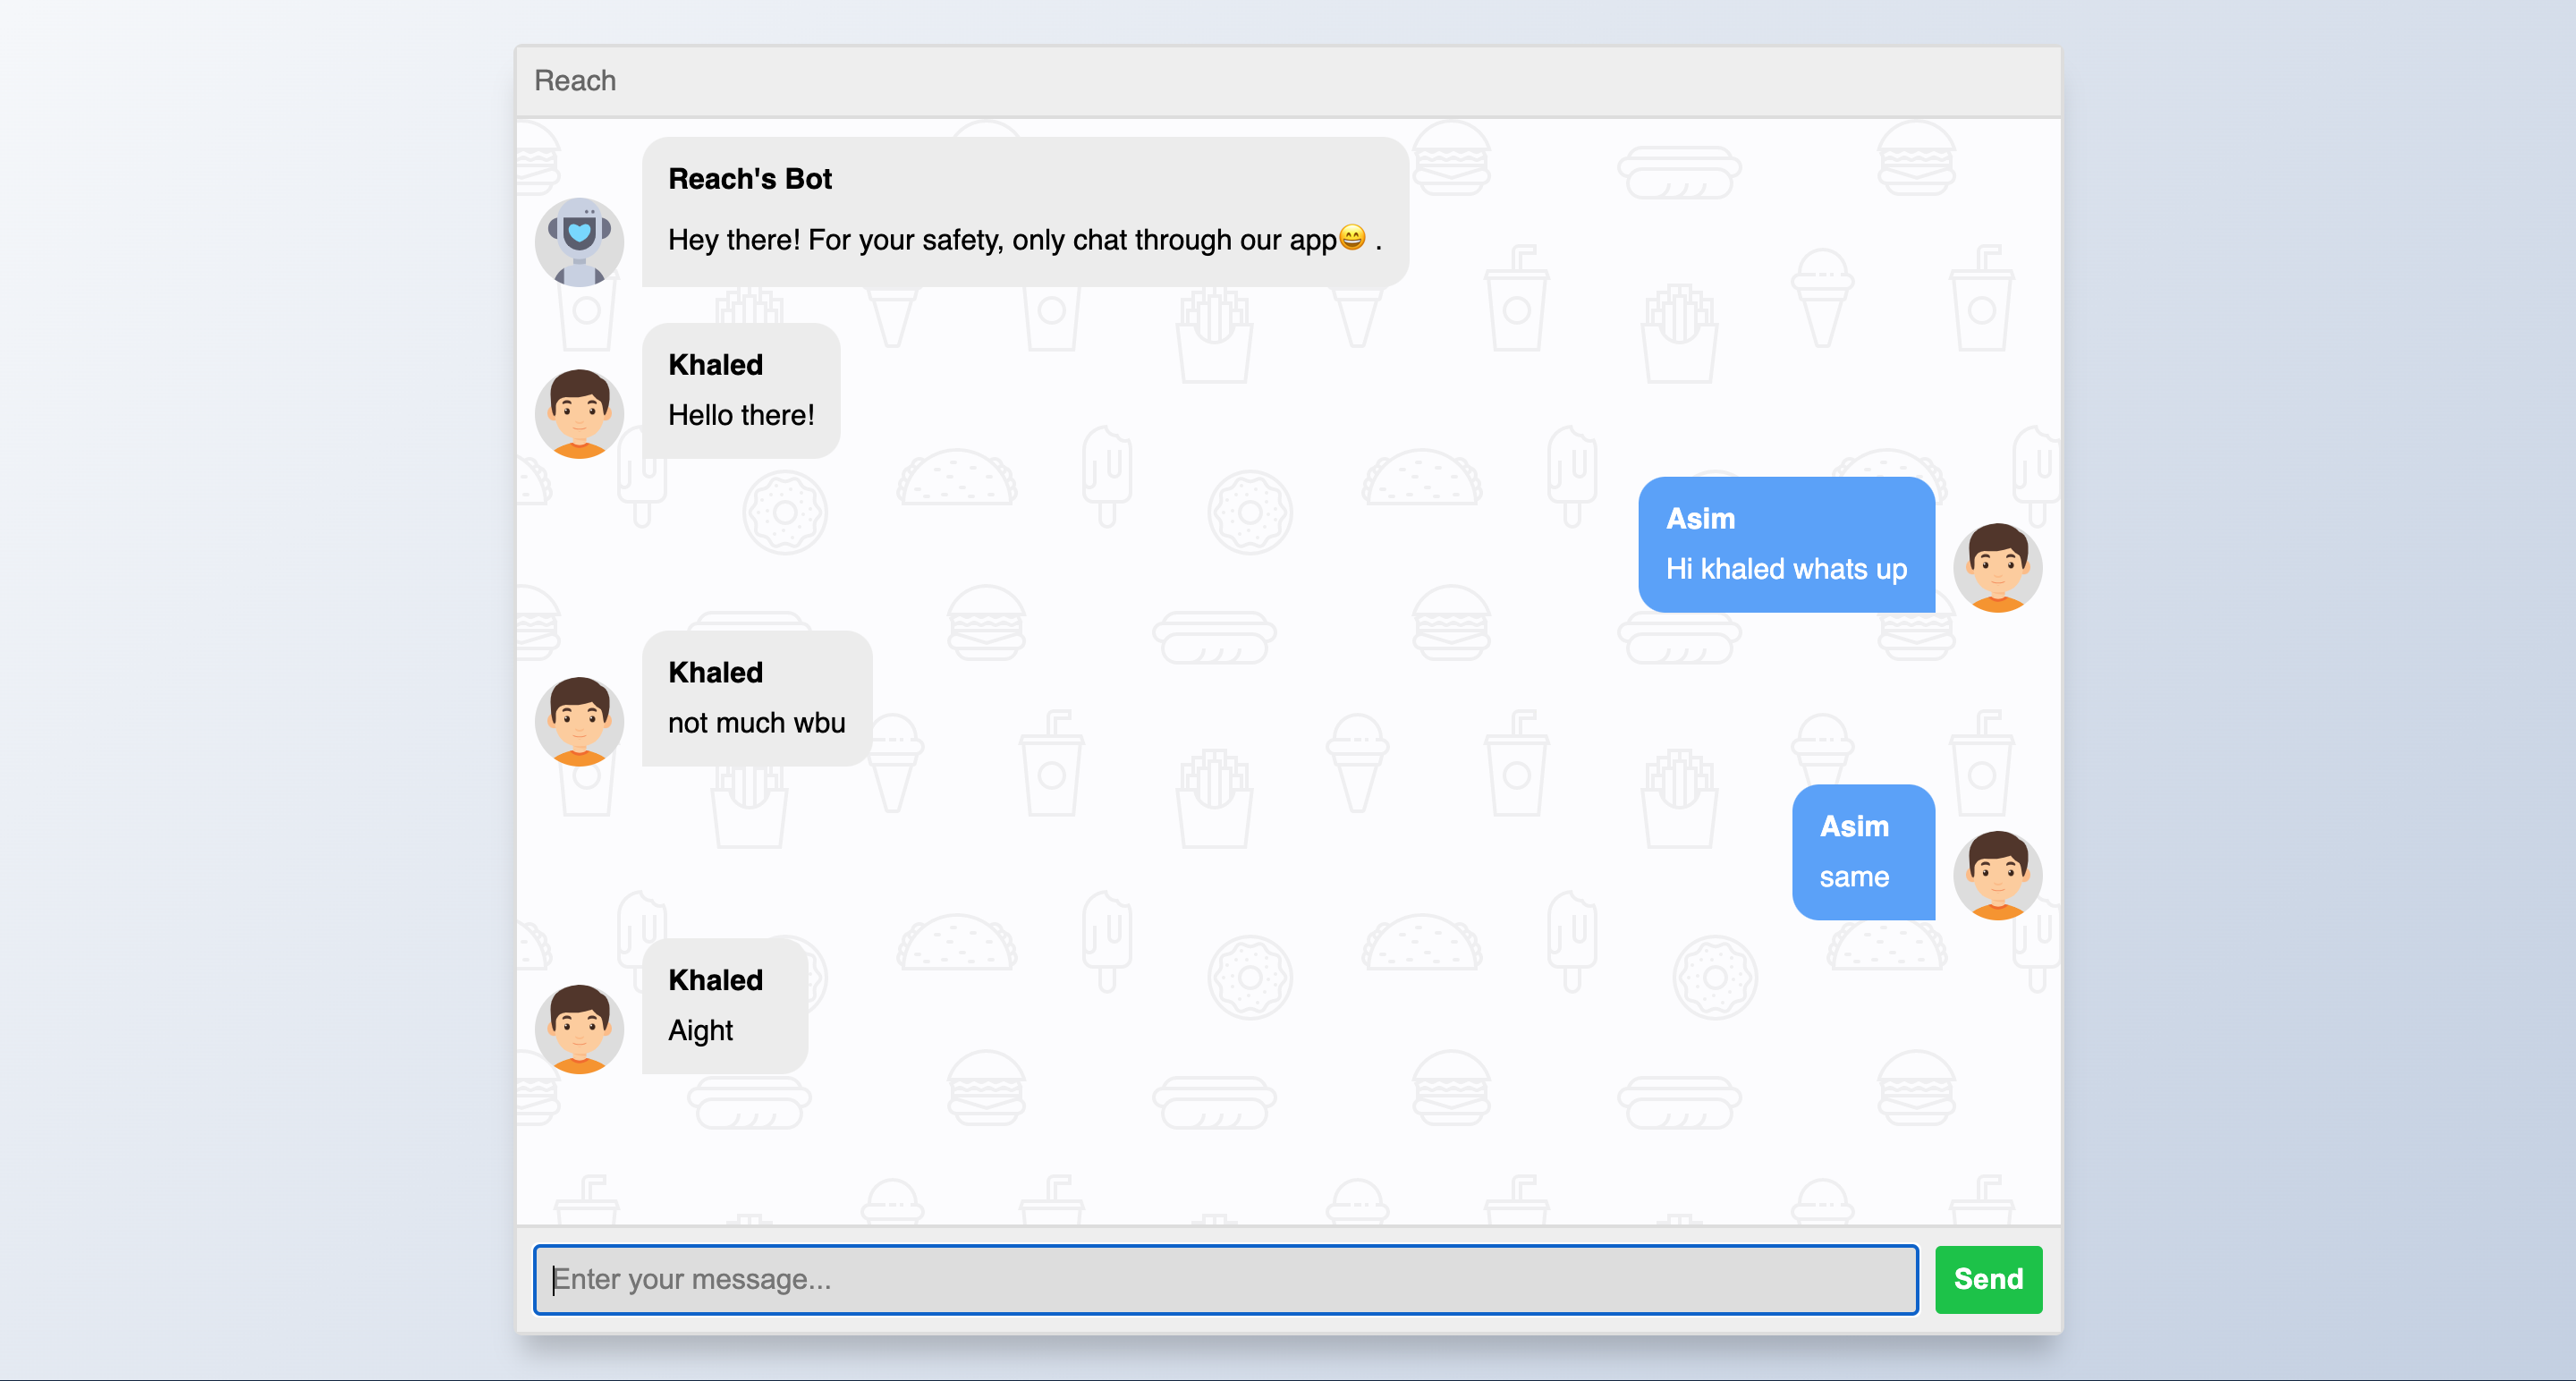 Reach
Reach's Bot
Hey there! For your safety, only chat through our app😄 .
Khaled
Hello there!
Asim
Hi khaled whats up
Khaled
not much wbu
Asim
same
Khaled
Aight
Enter your message...
Send